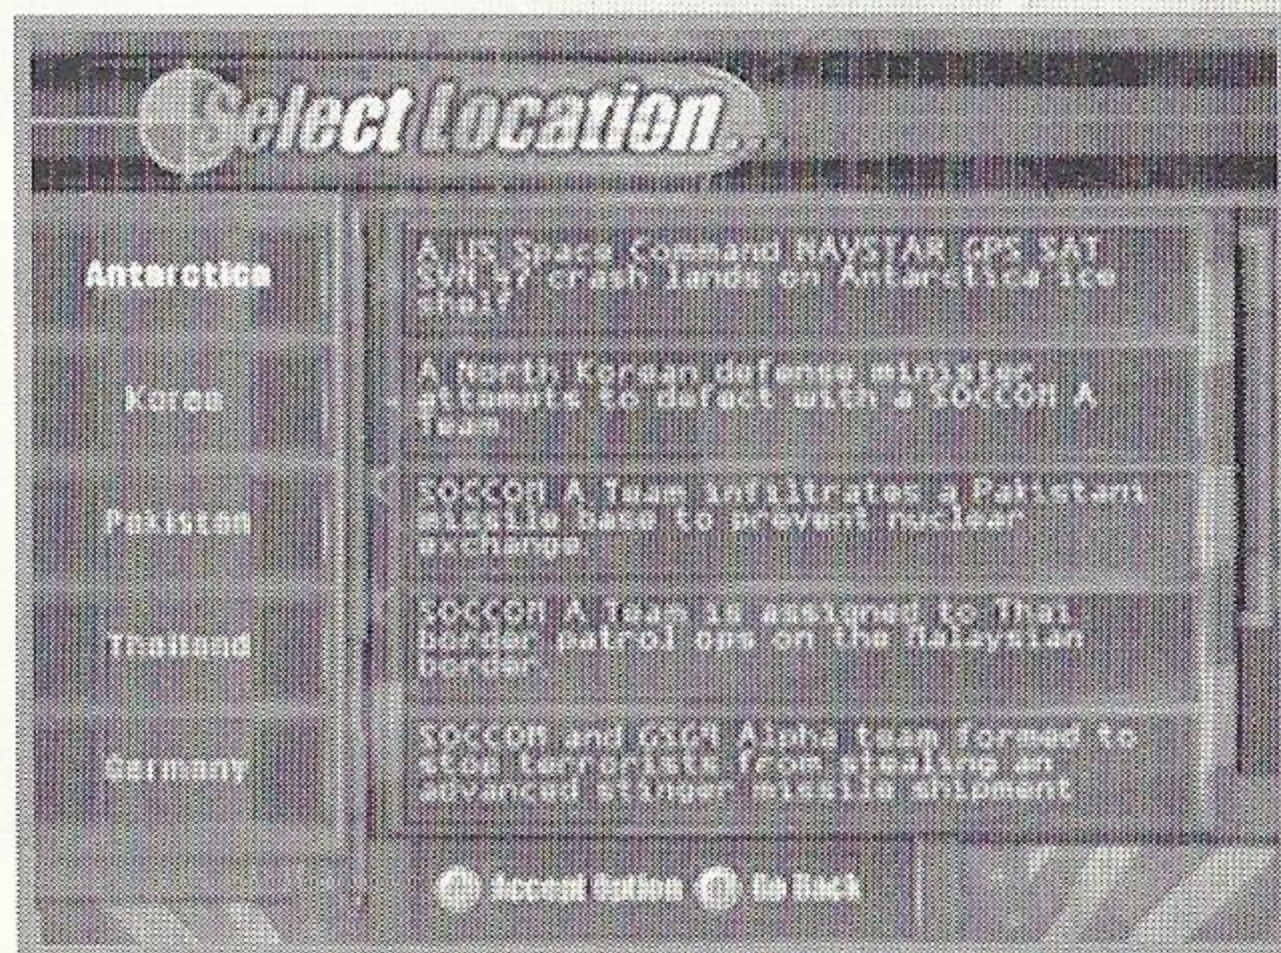 Select Location...
Antarctica
A US Space Command NAVSTAR GPS SAT
SVN 47 crash lands on Antarctica ice
shelf.
Korea
A North Korean defense minister
attempts to defect with a SOCCOM A
Team
Pakistan
SOCCOM A Team infiltrates a Pakistani
missile base to prevent nuclear
exchange.
Thailand
SOCCOM A Team is assigned to Thai
border patrol ops on the Malaysian
border.
Germany
SOCCOM and GSG9 Alpha team formed to
stop terrorists from stealing an
advanced stinger missile shipment
Accept Option Go Back